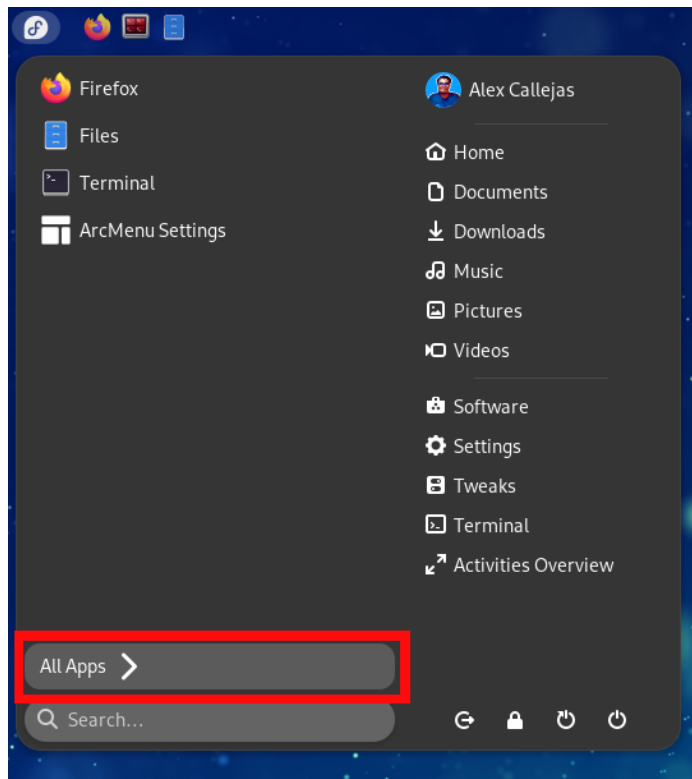 Firefox
Files
Terminal
ArcMenu Settings
All Apps
Search...
Alex Callejas
Home
Documents
Downloads
Music
Pictures
Videos
Software
Settings
Tweaks
Terminal
Activities Overview